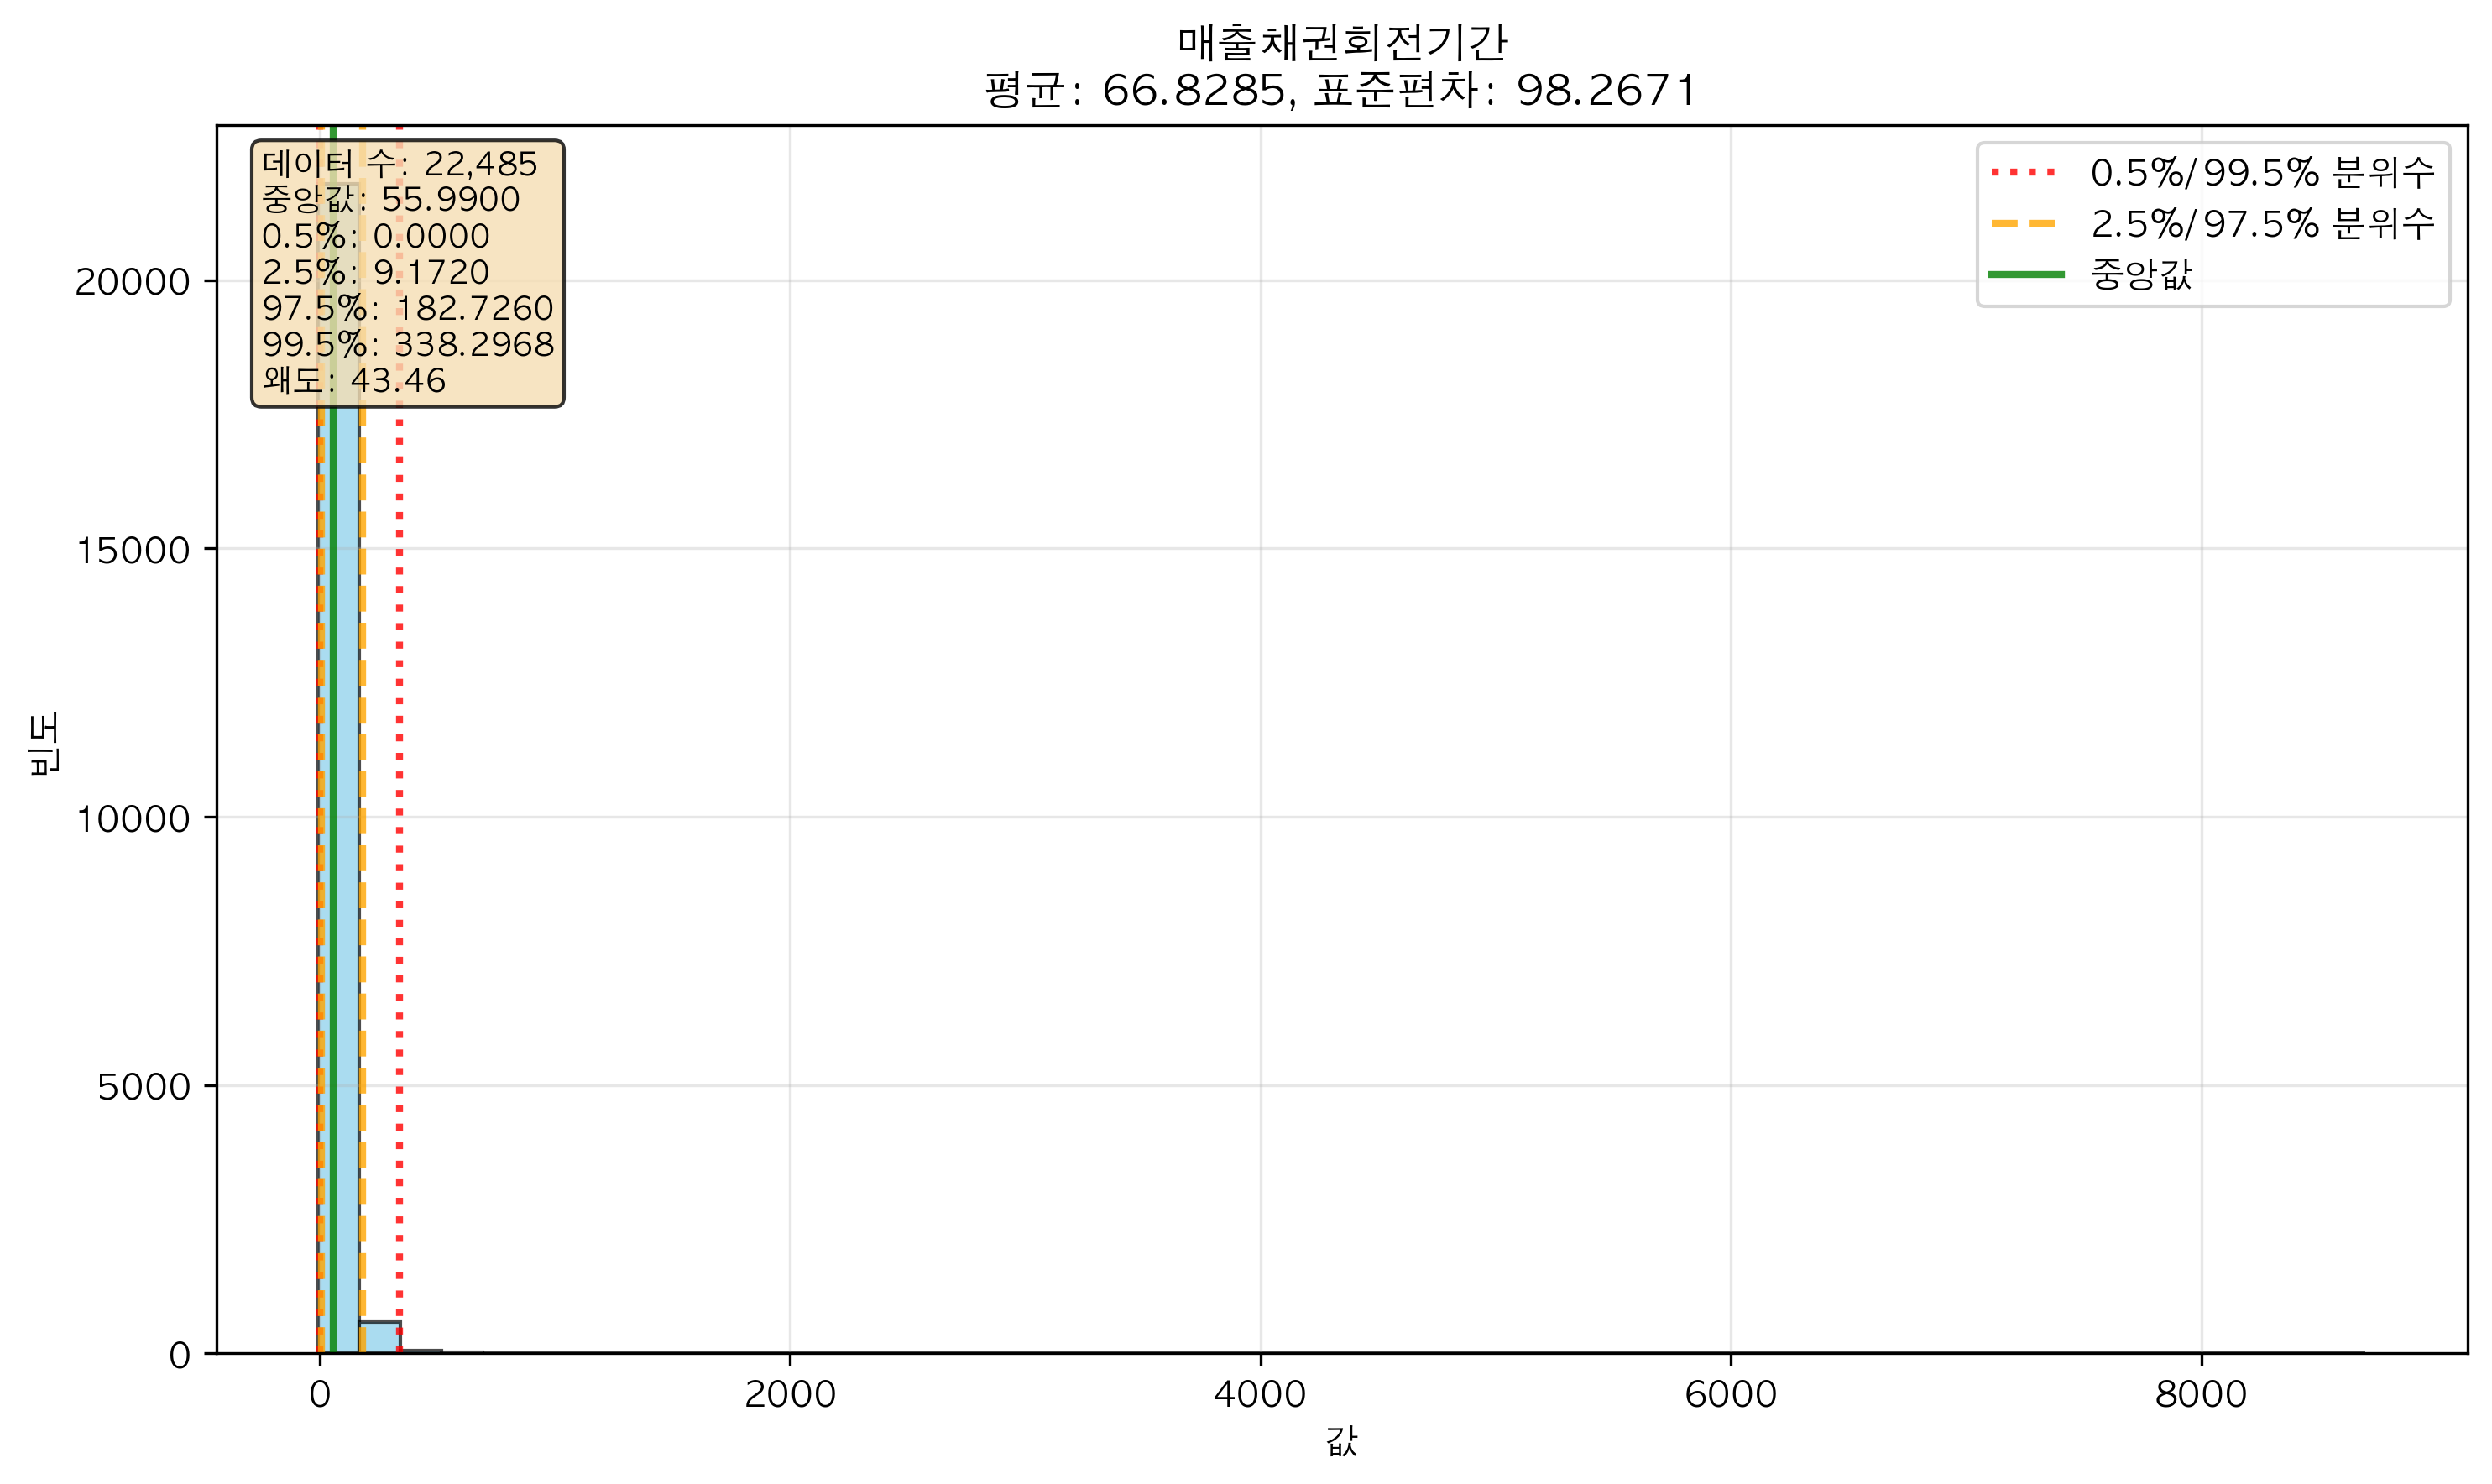 매출채권회전기간
평균: 66.8285, 표준편차: 98.2671
데이터 수: 22,485
중앙값: 55.9900
0.5%: 0.0000
2.5%: 9.1720
97.5%: 182.7260
99.5%: 338.2968
왜도: 43.46
0.5%/99.5% 분위수
2.5%/97.5% 분위수
중앙값
빈도
20000
15000
10000
5000
0
0 2000 4000 6000 8000
값